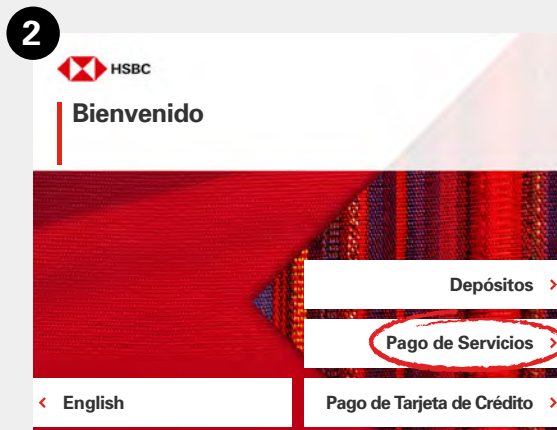 2
HSBC
Bienvenido
Depósitos
Pago de Servicios
English
Pago de Tarjeta de Crédito